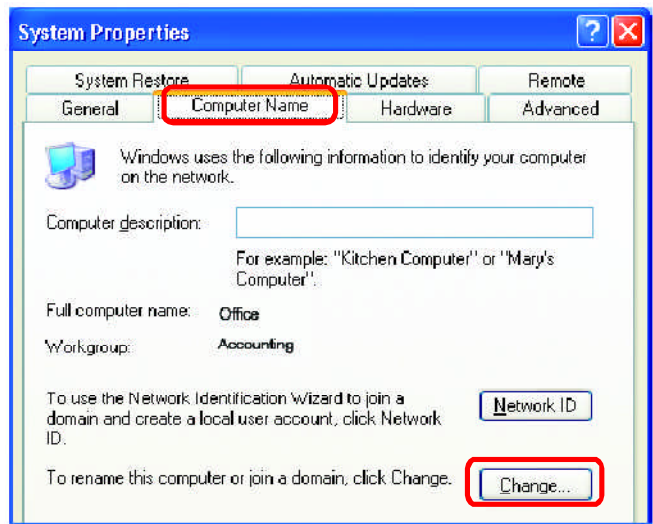 System Properties
System Restore
Automatic Updates
Remote
General
Computer Name
Hardware
Advanced
Windows uses the following information to identify your computer
on the network.
Computer description:
For example: "Kitchen Computer" or "Mary's
Computer".
Full computer name:
Office
Workgroup:
Accounting
To use the Network Identification Wizard to join a
domain and create a local user account, click Network
ID.
Network ID
To rename this computer or join a domain, click Change.
Change...